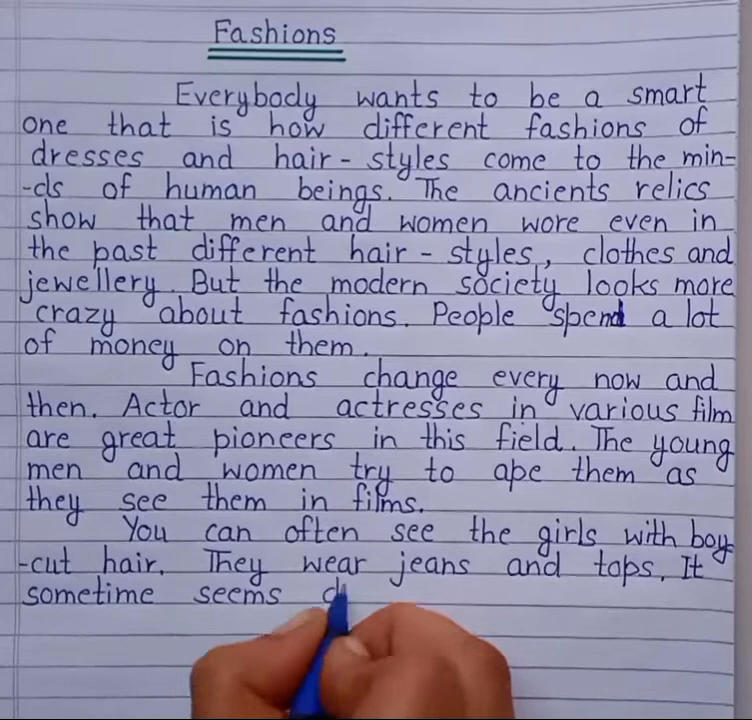 Fashions
Everybody wants to be a smart
one that is how different fashions of
dresses and hair - styles come to the min-
-ds of human beings. The ancients relics
show that men and women wore even in
the past different hair - styles, clothes and
jewellery. But the modern society looks more
crazy about fashions. People spend a lot
of money on them.
Fashions change every now and
then. Actor and actresses in various film
are great pioneers in this field. The young
men and women try to ape them as
they see them in films.
You can often see the girls with boy
-cut hair. They wear jeans and tops. It
sometime seems d